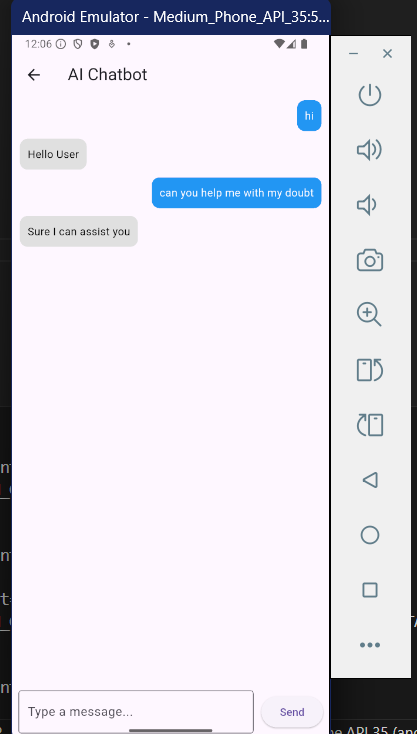 Android Emulator - Medium_Phone_API_35:5...
12:06
AI Chatbot
hi
Hello User
can you help me with my doubt
Sure I can assist you
Type a message...
Send